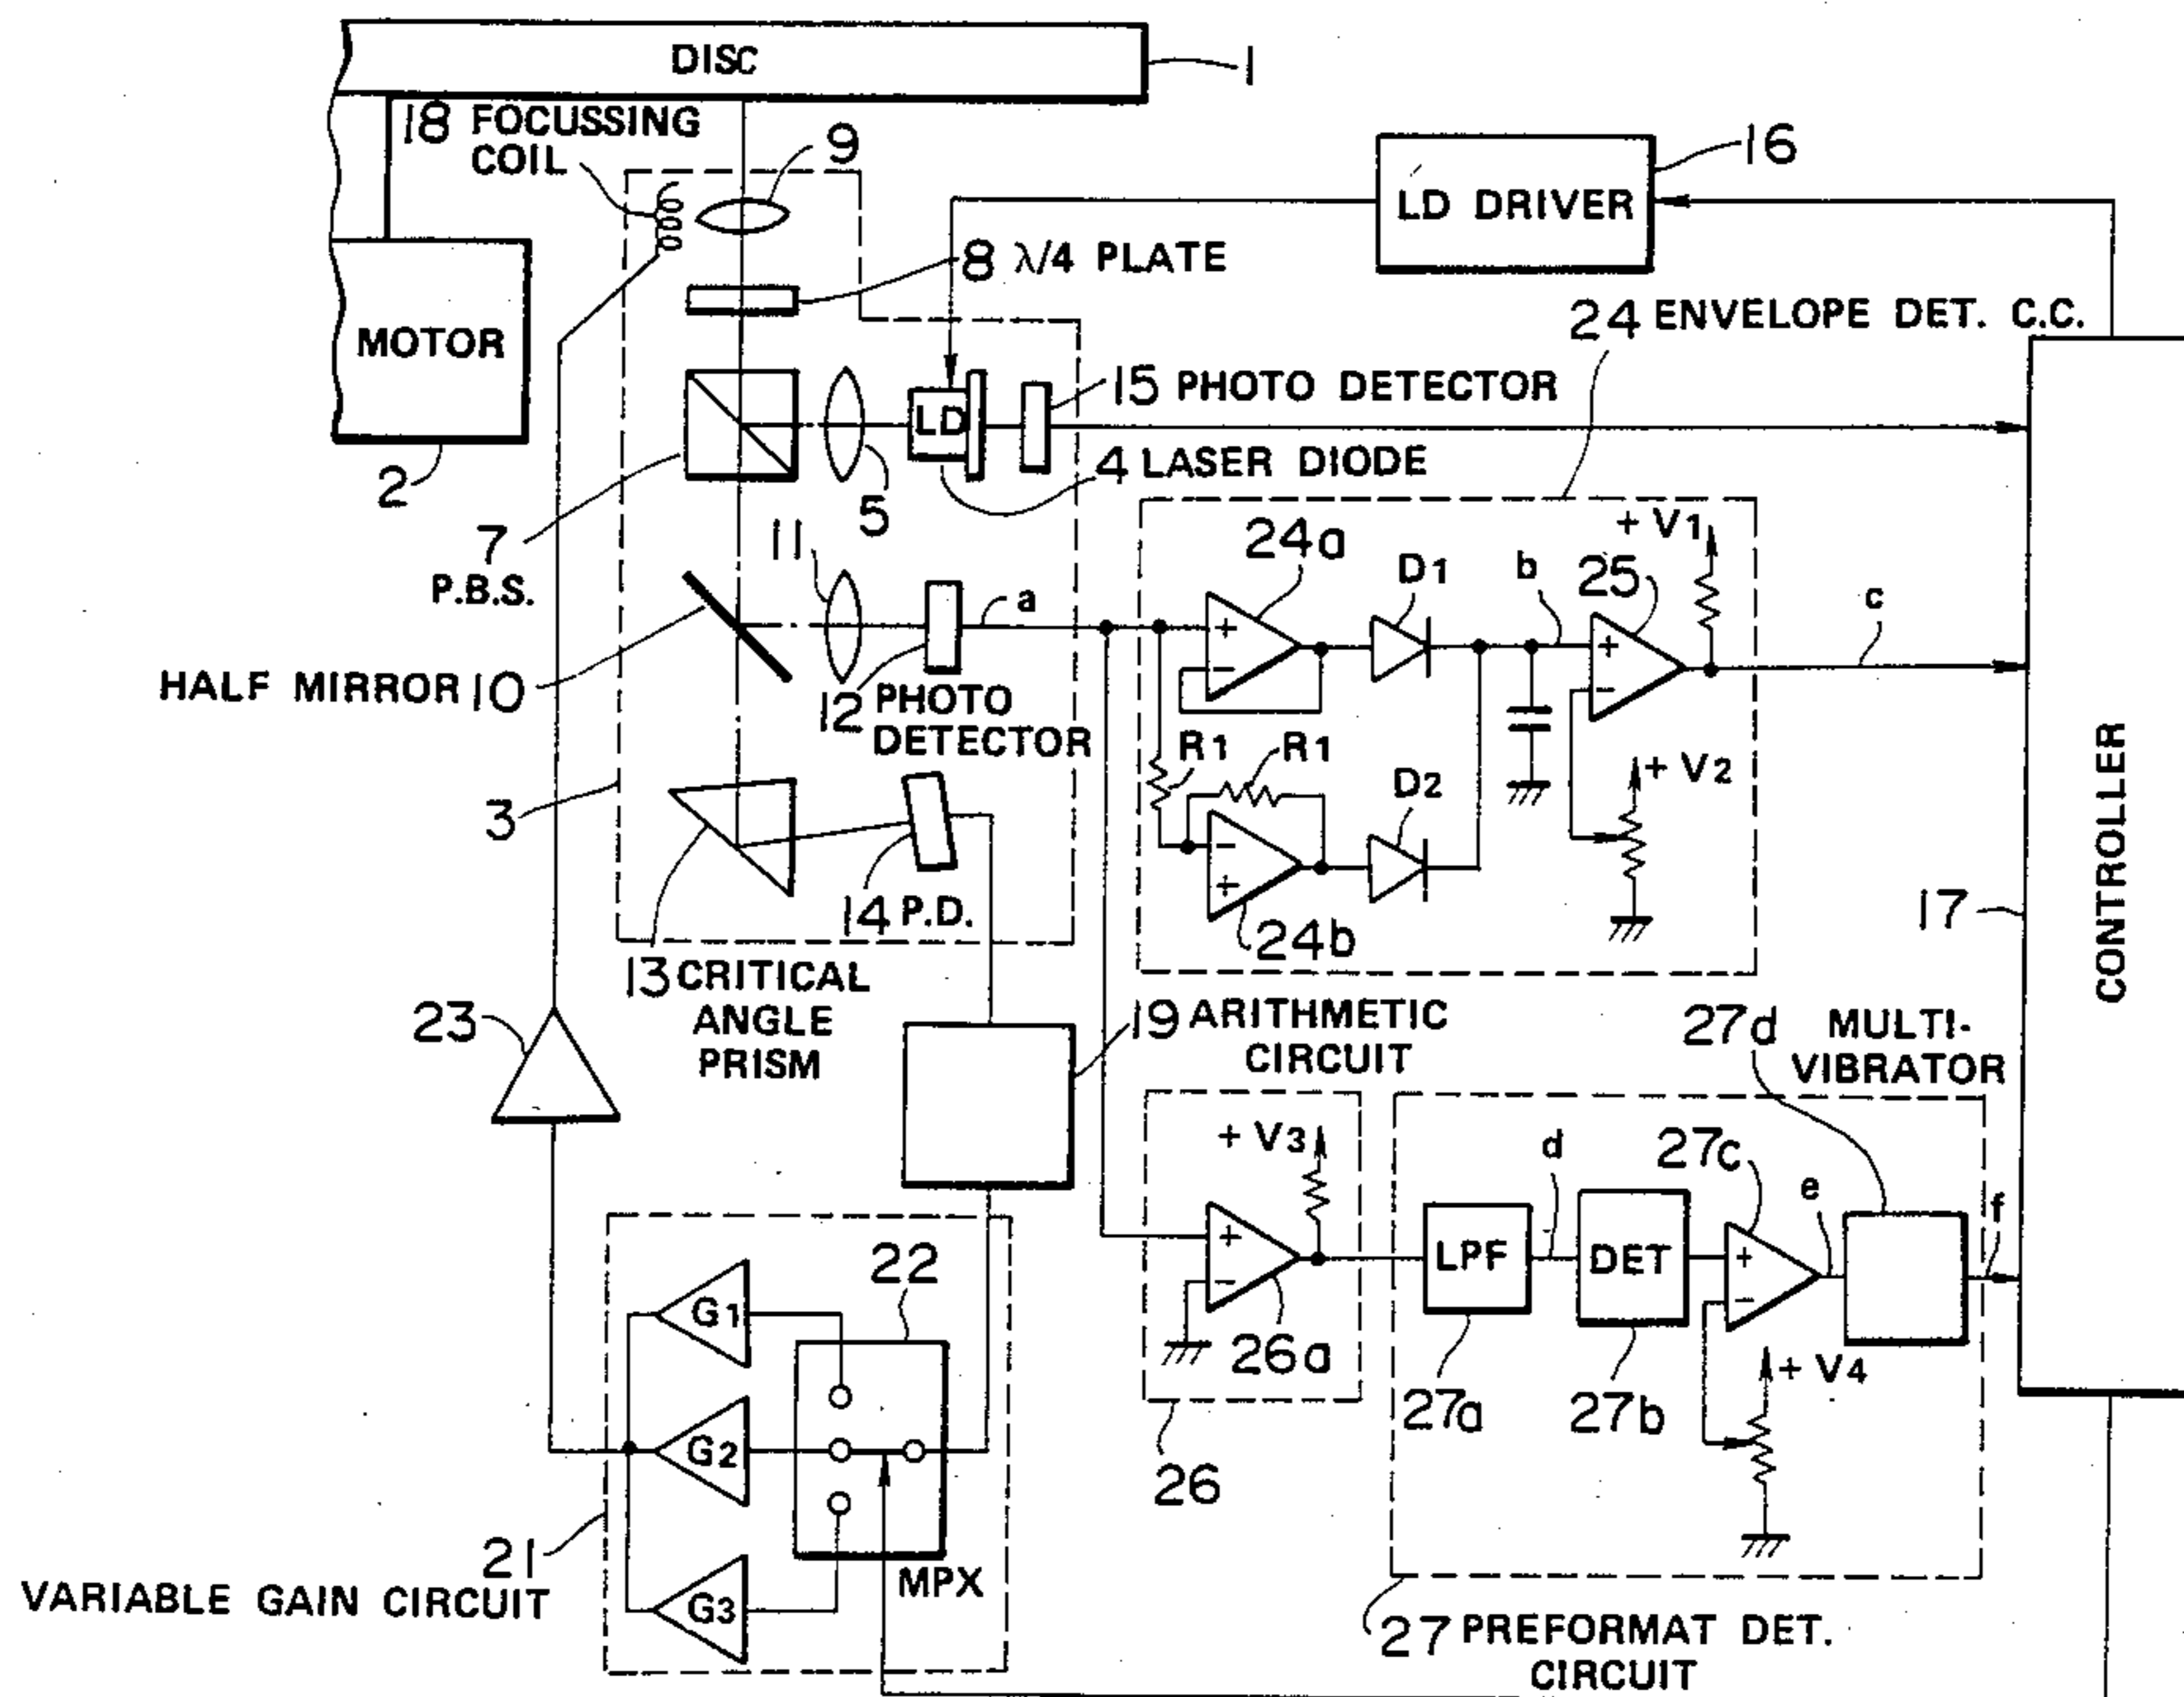 DISC
1
18 FOCUSSING
COIL
9
16
LD DRIVER
8 λ/4 PLATE
24 ENVELOPE DET. C.C.
MOTOR
15 PHOTO DETECTOR
LD
4 LASER DIODE
2
5
7
P.B.S.
11
24a
+ V1
D1
b
25
a
c
HALF MIRROR 10
12 PHOTO
DETECTOR
R1
R1
+ V2
D2
3
CONTROLLER
14 P.D.
17
24b
13 CRITICAL
ANGLE
PRISM
23
19 ARITHMETIC
CIRCUIT
27d MULTI-
VIBRATOR
+ V3
d
27c
e
f
+
-
LPF
DET
22
G1
26a
+ V4
27a
27b
G2
26
21
VARIABLE GAIN CIRCUIT
MPX
G3
27 PREFORMAT DET.
CIRCUIT